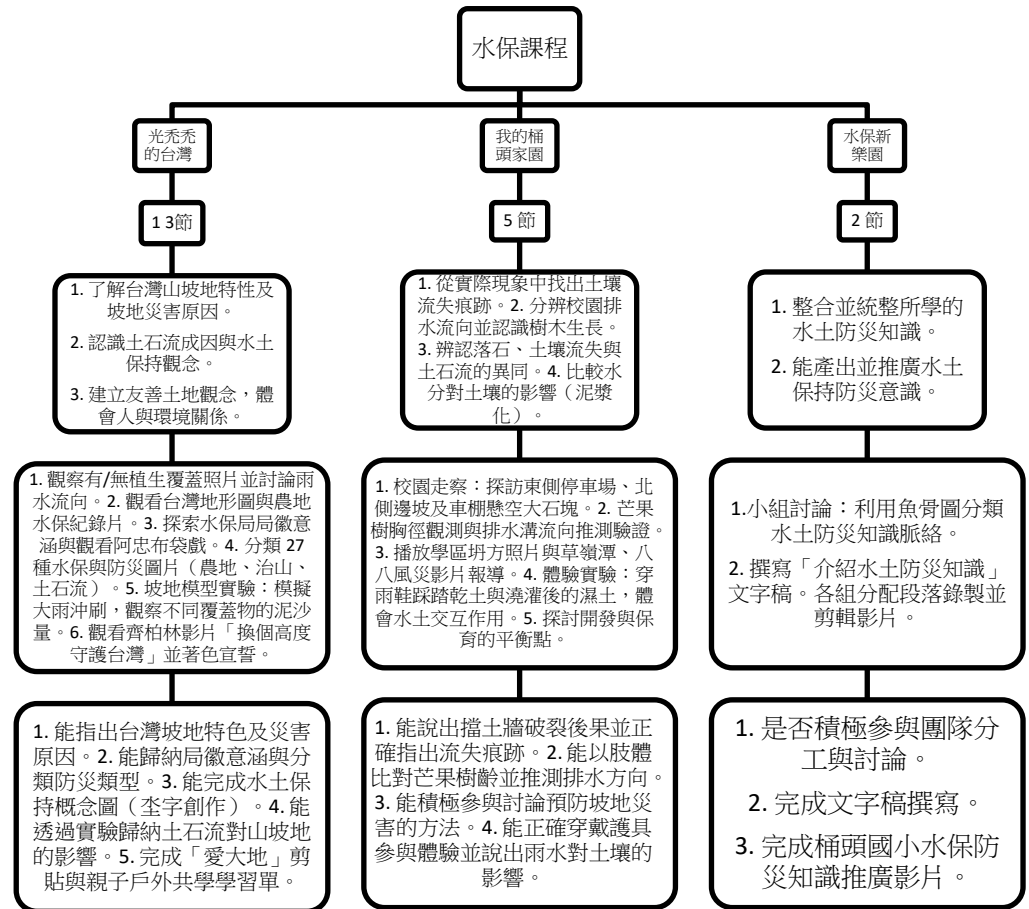 水保課程
光禿禿
的台灣
13節
1. 了解台灣山坡地特性及
坡地災害原因。
2. 認識土石流成因與水土
保持觀念。
3. 建立友善土地觀念，體
會人與環境關係。
1. 觀察有/無植生覆蓋照片並討論雨
水流向。2. 觀看台灣地形圖與農地
水保紀錄片。3. 探索水保局局徽意
涵與觀看阿忠布袋戲。4. 分類 27
種水保與防災圖片（農地、治山、
土石流）。5. 坡地模型實驗：模擬
大雨沖刷，觀察不同覆蓋物的泥沙
量。6. 觀看齊柏林影片「換個高度
守護台灣」並著色宣誓。
1. 能指出台灣坡地特色及災害
原因。2. 能歸納局徽意涵與分
類防災類型。3. 能完成水土保
持概念圖（坔字創作）。4. 能
透過實驗歸納土石流對山坡地
的影響。5. 完成「愛大地」剪
貼與親子戶外共學學習單。
我的桶
頭家園
5 節
1. 從實際現象中找出土壤
流失痕跡。2. 分辨校園排
水流向並認識樹木生長。
3. 辨認落石、土壤流失與
土石流的異同。4. 比較水
分對土壤的影響（泥漿
化）。
1. 校園走察：探訪東側停車場、北
側邊坡及車棚懸空大石塊。2. 芒果
樹胸徑觀測與排水溝流向推測驗證。
3. 播放學區坍方照片與草嶺潭、八
八風災影片報導。4. 體驗實驗：穿
雨鞋踩踏乾土與澆灌後的濕土，體
會水土交互作用。5. 探討開發與保
育的平衡點。
1. 能說出擋土牆破裂後果並正
確指出流失痕跡。2. 能以肢體
比對芒果樹齡並推測排水方向。
3. 能積極參與討論預防坡地災
害的方法。4. 能正確穿戴護具
參與體驗並說出雨水對土壤的
影響。
水保新
樂園
2 節
1. 整合並統整所學的
水土防災知識。
2. 能產出並推廣水土
保持防災意識。
1.小組討論：利用魚骨圖分類
水土防災知識脈絡。
2. 撰寫「介紹水土防災知識」
文字稿。各組分配段落錄製並
剪輯影片。
1. 是否積極參與團隊分
工與討論。
2. 完成文字稿撰寫。
3. 完成桶頭國小水保防
災知識推廣影片。